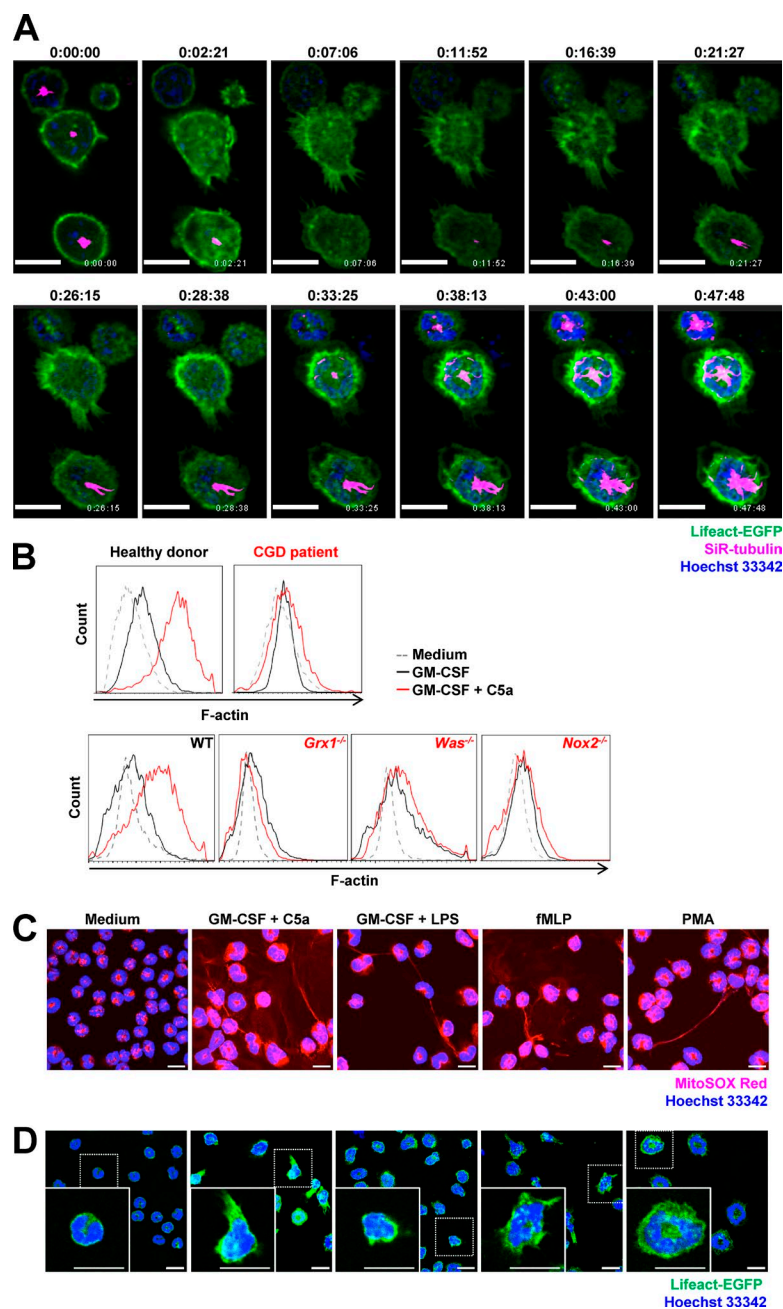 A
0:00:00 0:02:21 0:07:06 0:11:52 0:16:39 0:21:27
0:00:00 0:02:21 0:07:06 0:11:52 0:16:39 0:21:27
0:26:15 0:28:38 0:33:25 0:38:13 0:43:00 0:47:48
0:26:15 0:28:38 0:33:25 0:38:13 0:43:00 0:47:48
Lifeact-EGFP
SiR-tubulin
Hoechst 33342
B
Healthy donor CGD patient
Count
Medium
GM-CSF
GM-CSF + C5a
F-actin
WT Grx1-/- Was-/- Nox2-/-
Count
F-actin
C
Medium GM-CSF + C5a GM-CSF + LPS fMLP PMA
MitoSOX Red
Hoechst 33342
D
Lifeact-EGFP
Hoechst 33342